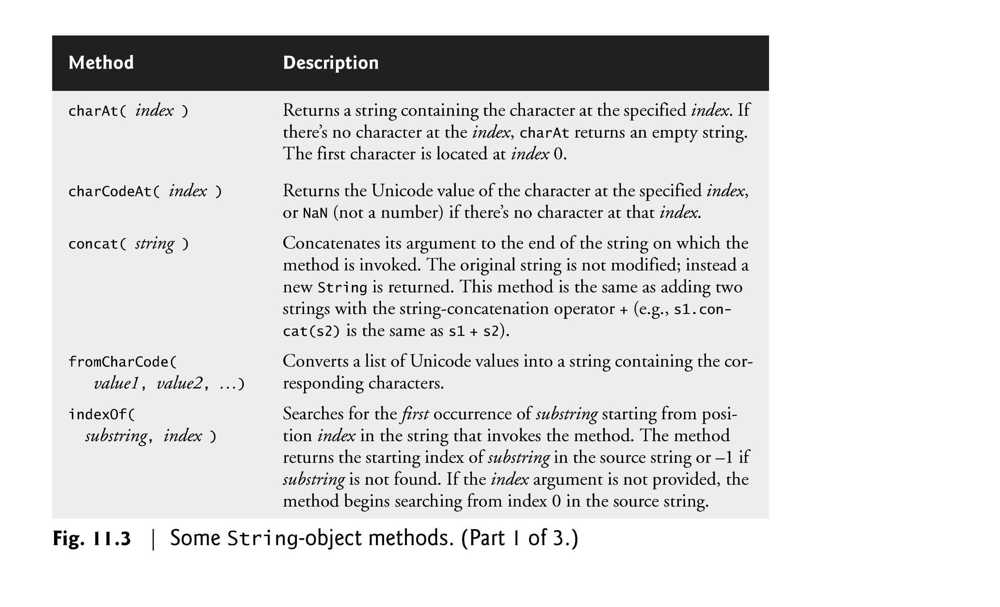 Method Description
charAt( index ) Returns a string containing the character at the specified index. If
there’s no character at the index, charAt returns an empty string.
The first character is located at index 0.
charCodeAt( index ) Returns the Unicode value of the character at the specified index,
or NaN (not a number) if there’s no character at that index.
concat( string ) Concatenates its argument to the end of the string on which the
method is invoked. The original string is not modified; instead a
new String is returned. This method is the same as adding two
strings with the string-concatenation operator + (e.g., s1.con-
cat(s2) is the same as s1 + s2).
fromCharCode( Converts a list of Unicode values into a string containing the cor-
value1, value2, …) responding characters.
indexOf( Searches for the first occurrence of substring starting from posi-
substring, index ) tion index in the string that invokes the method. The method
returns the starting index of substring in the source string or –1 if
substring is not found. If the index argument is not provided, the
method begins searching from index 0 in the source string.
Fig. 11.3 | Some String-object methods. (Part 1 of 3.)